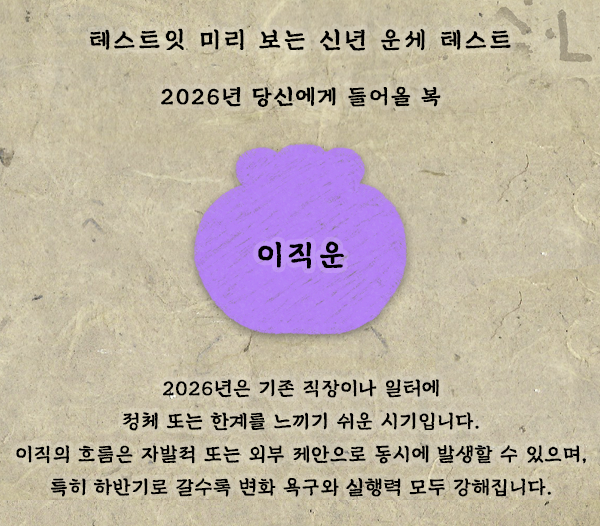 테스트잇 미리 보는 신년 운세 테스트
2026년 당신에게 들어올 복
이직운
2026년은 기존 직장이나 일터에
정체 또는 한계를 느끼기 쉬운 시기입니다.
이직의 흐름은 자발적 또는 외부 제안으로 동시에 발생할 수 있으며,
특히 하반기로 갈수록 변화 욕구와 실행력 모두 강해집니다.